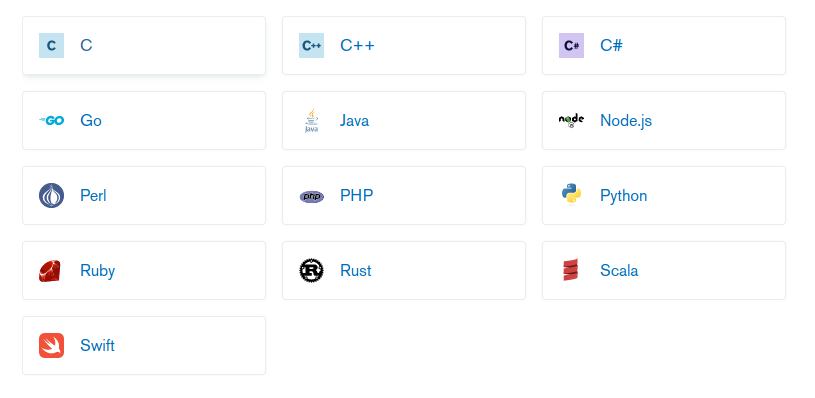 C C
C++ C++
C# C#
GO Go
Java Java
node Node.js
Perl
php PHP
Python
Ruby
R Rust
Scala
Swift